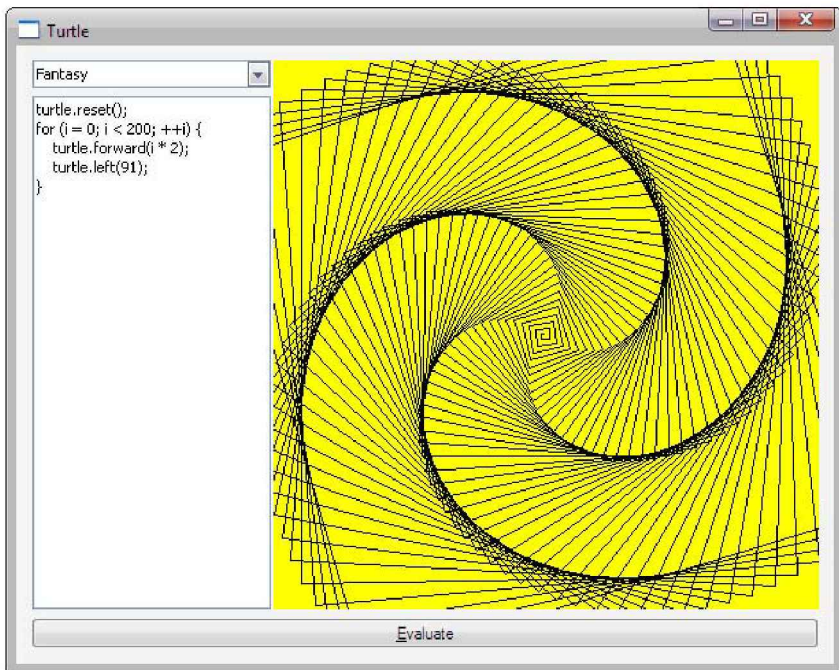 Turtle
Fantasy
turtle.reset();
for (i = 0; i < 200; ++i) {
    turtle.forward(i * 2);
    turtle.left(91);
}
Evaluate